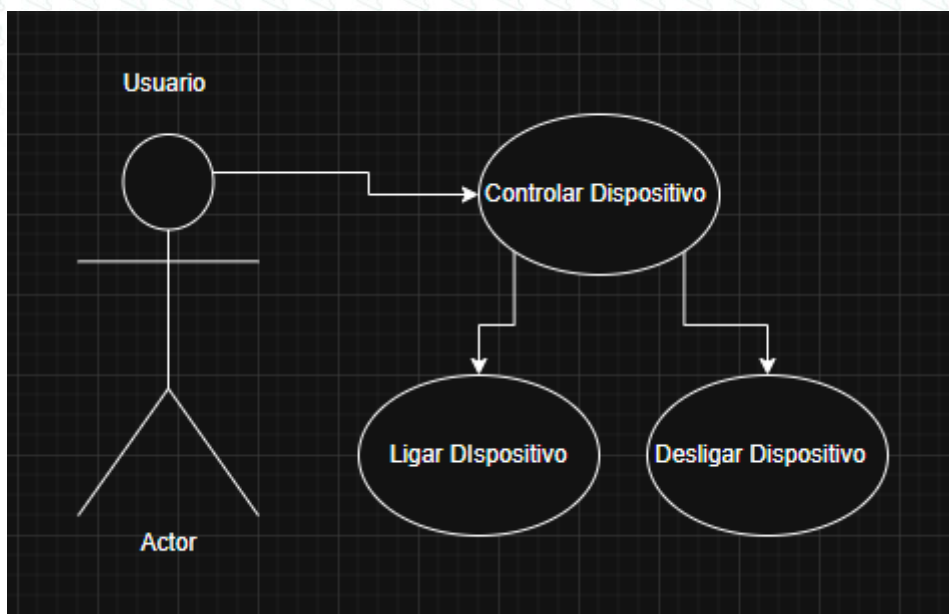 Usuario
Controlar Dispositivo
Ligar DIspositivo
Desligar Dispositivo
Actor